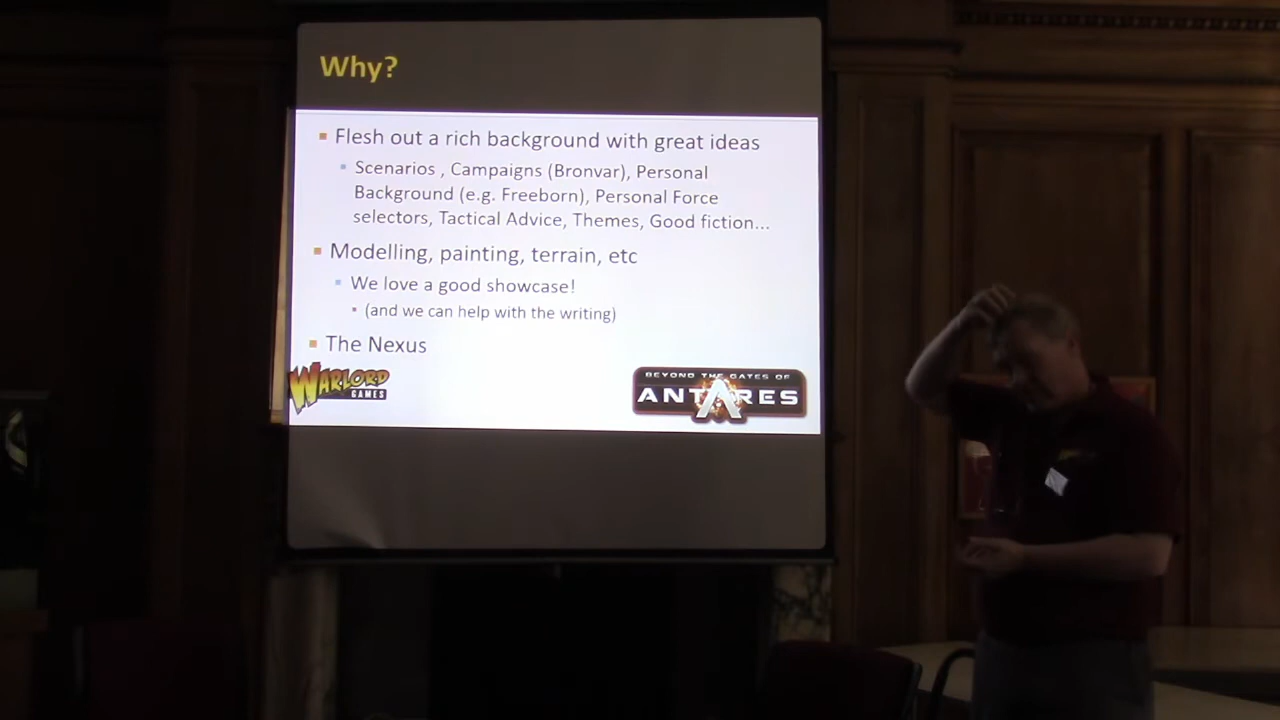 Why?
Flesh out a rich background with great ideas
Scenarios , Campaigns (Bronvar), Personal
Background (e.g. Freeborn), Personal Force
selectors, Tactical Advice, Themes, Good fiction...
Modelling, painting, terrain, etc
We love a good showcase!
(and we can help with the writing)
The Nexus
WARLORD
GAMES
BEYOND THE GATES OF
ANTARES